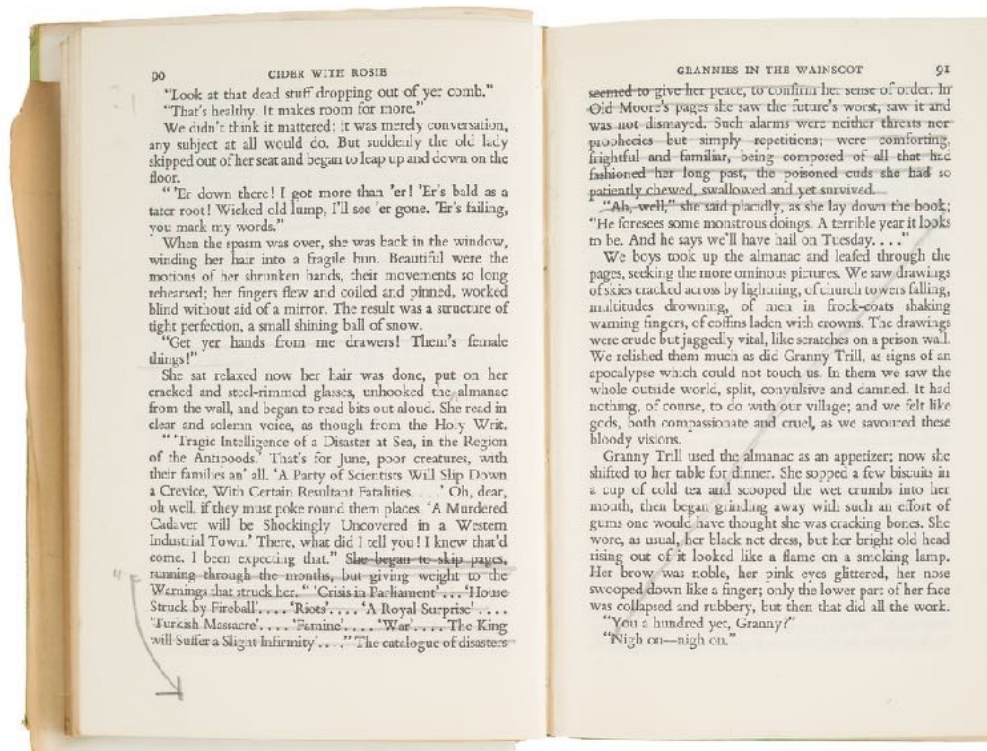 90
CIDER WITH ROSIE
"Look at that dead stuff dropping out of yer comb."
"That's healthy. It makes room for more."
We didn't think it mattered; it was merely conversation,
any subject at all would do. But suddenly the old lady
skipped out of her seat and began to leap up and down on the
floor.
"'Er down there! I got more than 'er! 'Er's bald as a
tater root! Wicked old lump, I'll see 'er gone. 'Er's failing,
you mark my words."
When the spasm was over, she was back in the window,
winding her hair into a fragile bun. Beautiful were the
motions of her shrunken hands, their movements so long
rehearsed; her fingers flew and coiled and pinned, worked
blind without aid of a mirror. The result was a structure of
tight perfection, a small shining ball of snow.
"Get yer hands from me drawers! Them's female
things!"
She sat relaxed now her hair was done, put on her
cracked and steel-rimmed glasses, unhooked the almanac
from the wall, and began to read bits out aloud. She read in
clear and solemn voice, as though from the Holy Writ.
"'Tragic Intelligence of a Disaster at Sea, in the Region
of the Antipoods.' That's for June, poor creatures, with
their families an' all. 'A Party of Scientists Will Slip Down
a Crevice, With Certain Resultant Fatalities. . . .' Oh, dear,
oh well, if they must poke round them places. 'A Murdered
Cadaver will be Shockingly Uncovered in a Western
Industrial Town.' There, what did I tell you! I knew that'd
come. I been expecting that." She began to skip pages,
running through the months, but giving weight to the
Warnings that struck her. "'Crisis in Parliament'. . . 'House
Struck by Fireball'. . . . 'Riots'. . . . 'A Royal Surprise'. . . .
'Turkish Massacre'. . . . 'Famine'. . . . 'War'. . . . 'The King
will Suffer a Slight Infirmity'. . . ." The catalogue of disasters
GRANNIES IN THE WAINSCOT
91
seemed to give her peace, to confirm her sense of order. In
Old Moore's pages she saw the future's worst, saw it and
was not dismayed. Such alarms were neither threats nor
prophecies but simply repetitions; were comforting,
frightful and familiar, being composed of all that had
fashioned her long past, the poisoned cuds she had so
patiently chewed, swallowed and yet survived.
"Ah, well," she said placidly, as she lay down the book;
"He foresees some monstrous doings. A terrible year it looks
to be. And he says we'll have hail on Tuesday. . . ."
We boys took up the almanac and leafed through the
pages, seeking the more ominous pictures. We saw drawings
of skies cracked across by lightning, of church towers falling,
multitudes drowning, of men in frock-coats shaking
warning fingers, of coffins laden with crowns. The drawings
were crude but jaggedly vital, like scratches on a prison wall.
We relished them much as did Granny Trill, as signs of an
apocalypse which could not touch us. In them we saw the
whole outside world, split, convulsive and damned. It had
nothing, of course, to do with our village; and we felt like
gods, both compassionate and cruel, as we savoured these
bloody visions.
Granny Trill used the almanac as an appetizer; now she
shifted to her table for dinner. She sopped a few biscuits in
a cup of cold tea and scooped the wet crumbs into her
mouth, then began grinding away with such an effort of
gums one would have thought she was cracking bones. She
wore, as usual, her black net dress, but her bright old head
rising out of it looked like a flame on a smoking lamp.
Her brow was noble, her pink eyes glittered, her nose
swooped down like a finger; only the lower part of her face
was collapsed and rubbery, but then that did all the work.
"You a hundred yet, Granny?"
"Nigh on—nigh on."